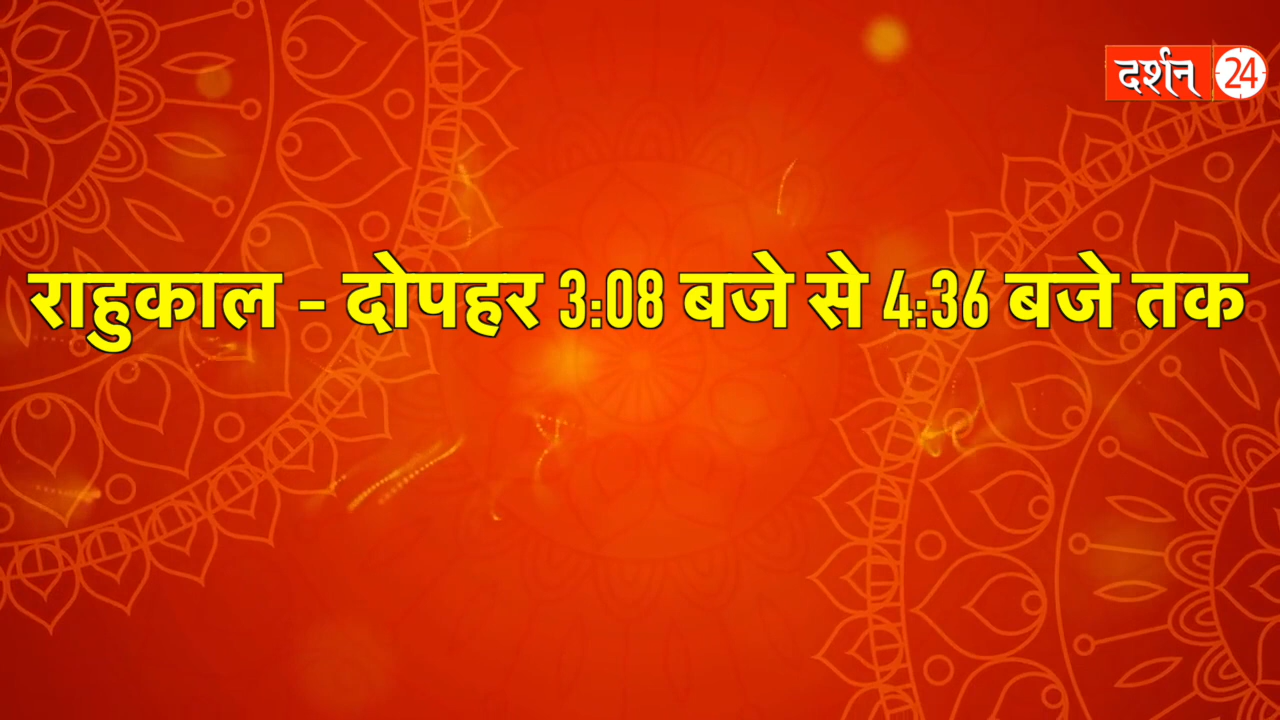 दर्शन 24
राहुकाल - दोपहर 3:08 बजे से 4:36 बजे तक